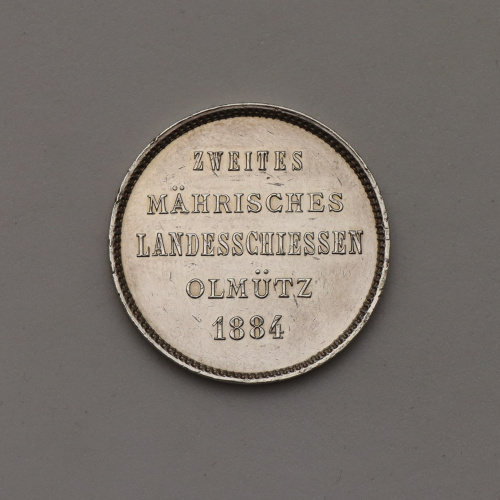 ZWEITES
MÄHRISCHES
LANDESSCHIESSEN
OLMÜTZ
1884